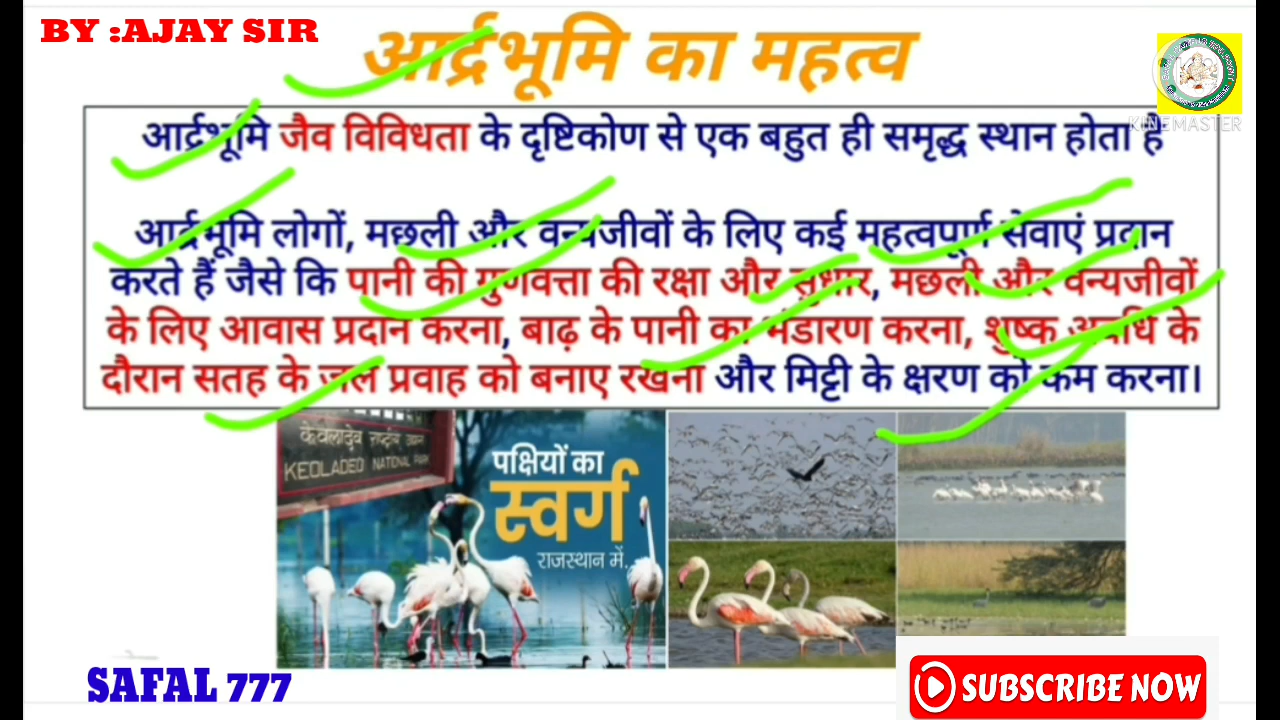 BY :AJAY SIR
आर्द्रभूमि का महत्व
KINEMASTER
आर्द्रभूमि जैव विविधता के दृष्टिकोण से एक बहुत ही समृद्ध स्थान होता है
आर्द्रभूमि लोगों, मछली और वन्यजीवों के लिए कई महत्वपूर्ण सेवाएं प्रदान
करते हैं जैसे कि पानी की गुणवत्ता की रक्षा और सुधार, मछली और वन्यजीवों
के लिए आवास प्रदान करना, बाढ़ के पानी का भंडारण करना, शुष्क अवधि के
दौरान सतह के जल प्रवाह को बनाए रखना और मिट्टी के क्षरण को कम करना।
केवलादेव राष्ट्रीय उद्यान
KEOLADEO NATIONAL PARK
पक्षियों का
स्वर्ग
राजस्थान में.
SAFAL 777
SUBSCRIBE NOW